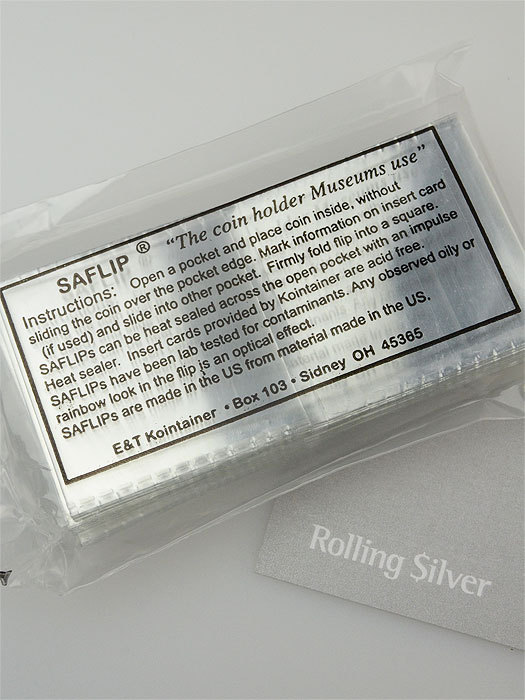 SAFLIP® "The coin holder Museums use"
Instructions: Open a pocket and place coin inside, without
sliding the coin over the pocket edge. Mark information on insert card
(if used) and slide into other pocket. Firmly fold flip into a square.
SAFLIPs can be heat sealed across the open pocket with an impulse
Heat sealer. Insert cards provided by Kointainer are acid free.
SAFLIPs have been lab tested for contaminants. Any observed oily or
rainbow look in the flip is an optical effect.
SAFLIPs are made in the US from material made in the US.
E&T Kointainer • Box 103 • Sidney OH 45365
Rolling Silver